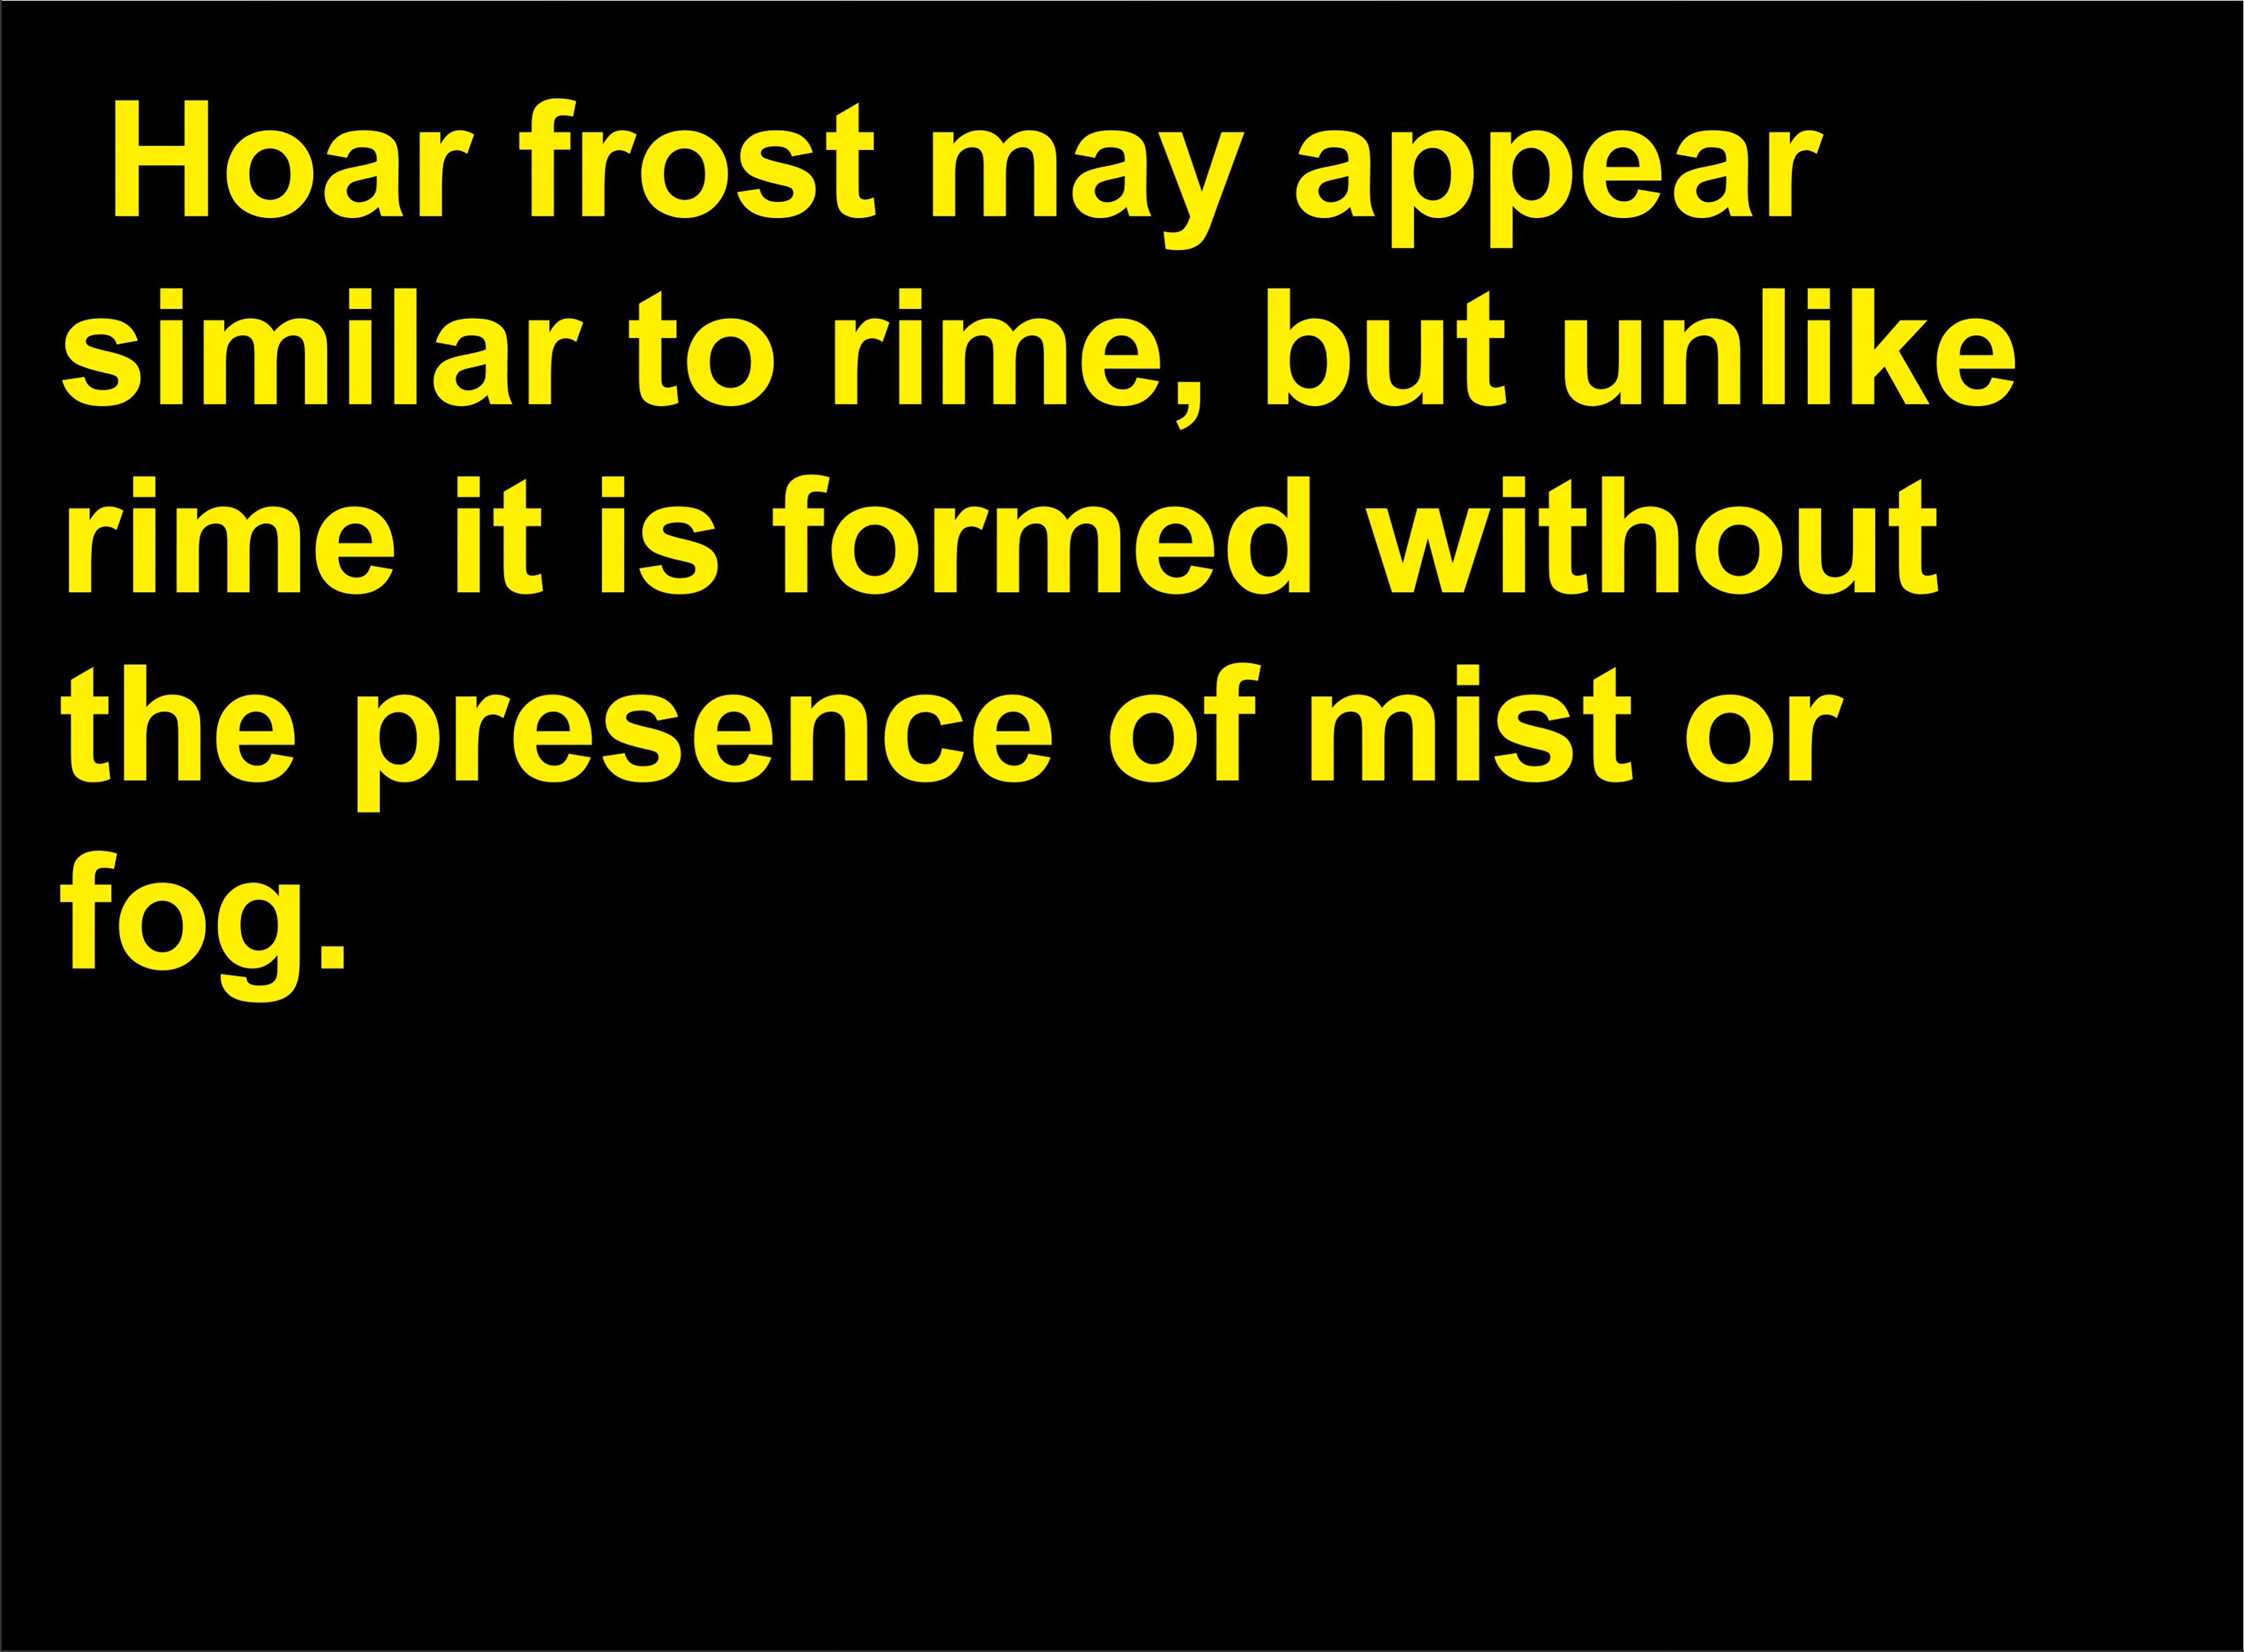 Hoar frost may appear
similar to rime, but unlike
rime it is formed without
the presence of mist or
fog.